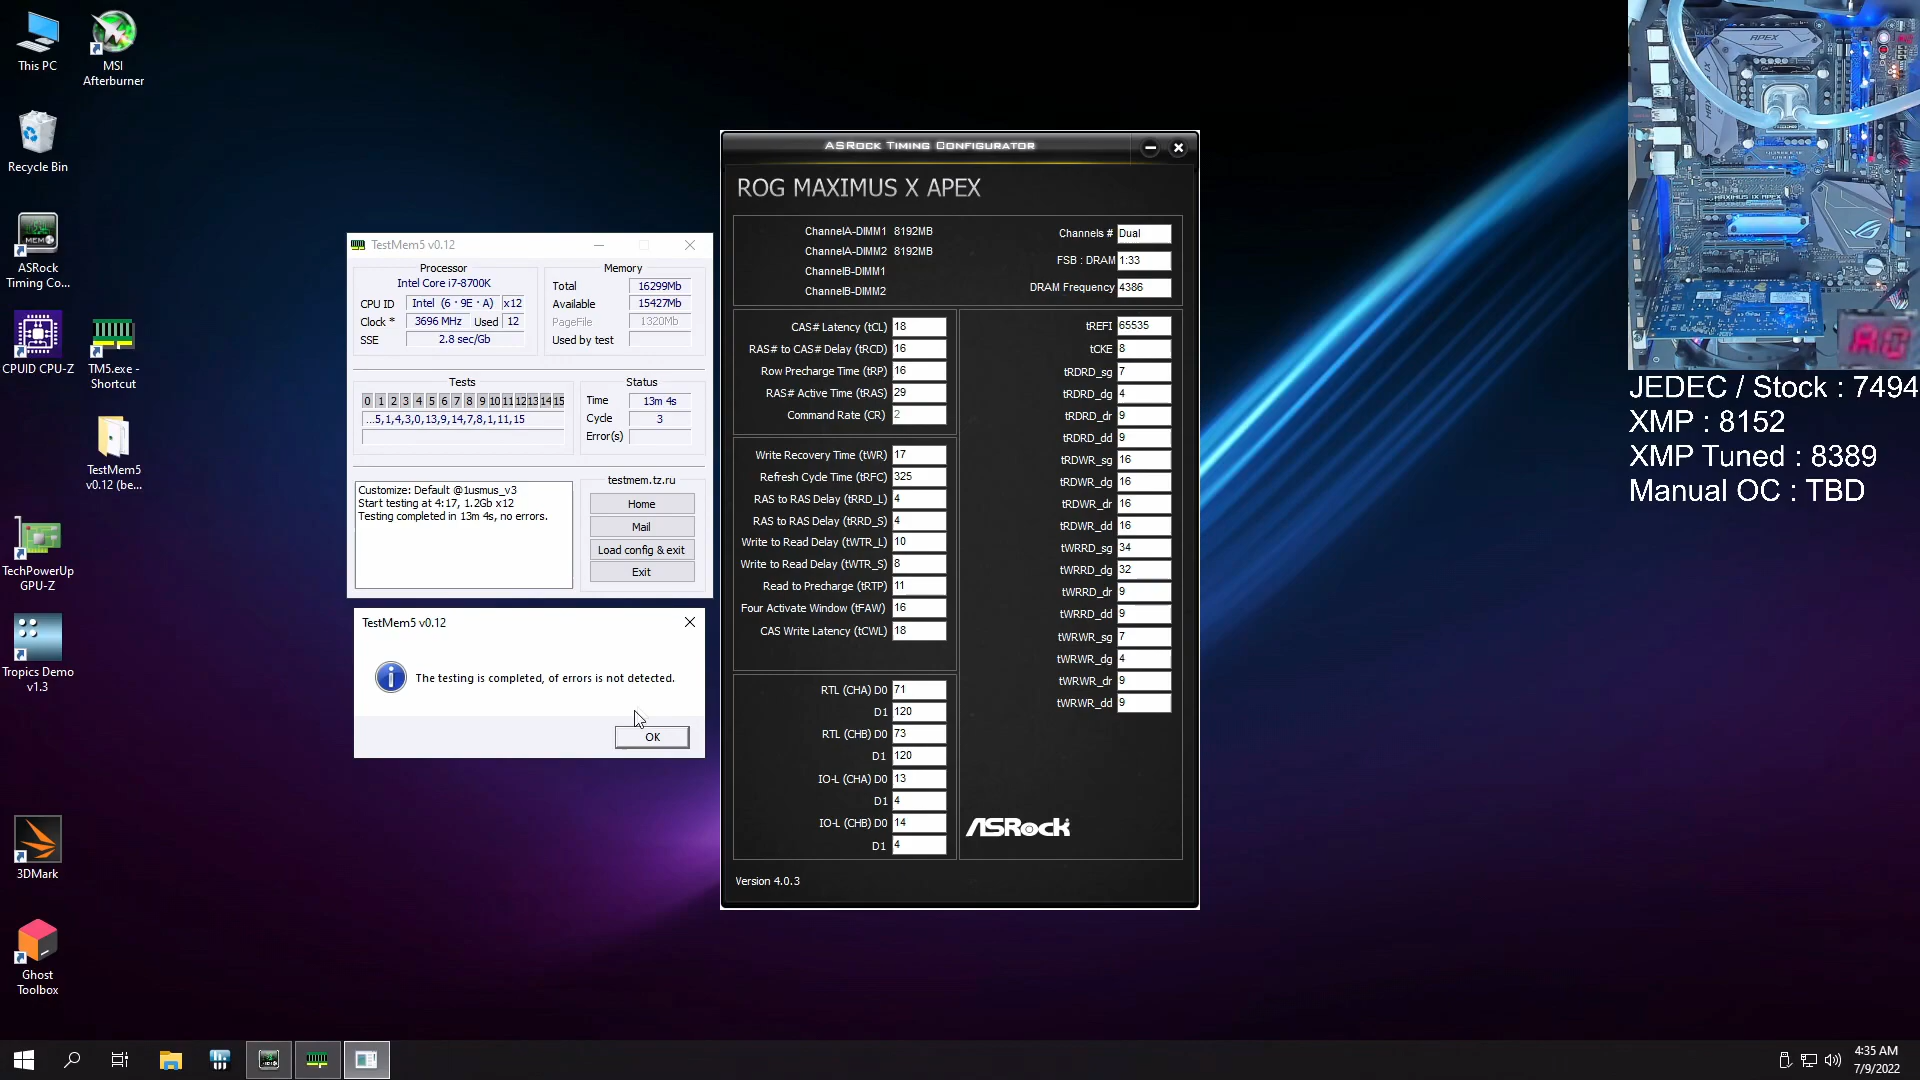 This PC
MSI
Afterburner
Recycle Bin
ASRock
Timing Co...
CPUID CPU-Z
TM5.exe -
Shortcut
TestMem5
v0.12 (be...
TechPowerUp
GPU-Z
Tropics Demo
v1.3
3DMark
Ghost
Toolbox
TestMem5 v0.12
Processor
Intel Core i7-8700K
CPU ID Intel (6 · 9E · A) x12
Clock * 3696 MHz Used 12
SSE 2.8 sec/Gb
Memory
Total 16299Mb
Available 15427Mb
PageFile 1320Mb
Used by test
Tests
0 1 2 3 4 5 6 7 8 9 10 11 12 13 14 15
...5,1,4,3,0,13,9,14,7,8,1,11,15
Status
Time 13m 4s
Cycle 3
Error(s)
Customize: Default @1usmus_v3
Start testing at 4:17, 1.2Gb x12
Testing completed in 13m 4s, no errors.
testmem.tz.ru
Home
Mail
Load config & exit
Exit
TestMem5 v0.12
The testing is completed, of errors is not detected.
OK
ASRock Timing Configurator
ROG MAXIMUS X APEX
ChannelA-DIMM1 8192MB
ChannelA-DIMM2 8192MB
ChannelB-DIMM1
ChannelB-DIMM2
Channels # Dual
FSB : DRAM 1:33
DRAM Frequency 4386
CAS# Latency (tCL) 18
RAS# to CAS# Delay (tRCD) 16
Row Precharge Time (tRP) 16
RAS# Active Time (tRAS) 29
Command Rate (CR) 2
Write Recovery Time (tWR) 17
Refresh Cycle Time (tRFC) 325
RAS to RAS Delay (tRRD_L) 4
RAS to RAS Delay (tRRD_S) 4
Write to Read Delay (tWTR_L) 10
Write to Read Delay (tWTR_S) 8
Read to Precharge (tRTP) 11
Four Activate Window (tFAW) 16
CAS Write Latency (tCWL) 18
RTL (CHA) D0 71
D1 120
RTL (CHB) D0 73
D1 120
IO-L (CHA) D0 13
D1 4
IO-L (CHB) D0 14
D1 4
tREFI 65535
tCKE 8
tRDRD_sg 7
tRDRD_dg 4
tRDRD_dr 9
tRDRD_dd 9
tRDWR_sg 16
tRDWR_dg 16
tRDWR_dr 16
tRDWR_dd 16
tWRRD_sg 34
tWRRD_dg 32
tWRRD_dr 9
tWRRD_dd 9
tWRWR_sg 7
tWRWR_dg 4
tWRWR_dr 9
tWRWR_dd 9
ASRock
Version 4.0.3
APEX
MAXIMUS IX APEX
A0
JEDEC / Stock : 7494
XMP : 8152
XMP Tuned : 8389
Manual OC : TBD
4:35 AM
7/9/2022